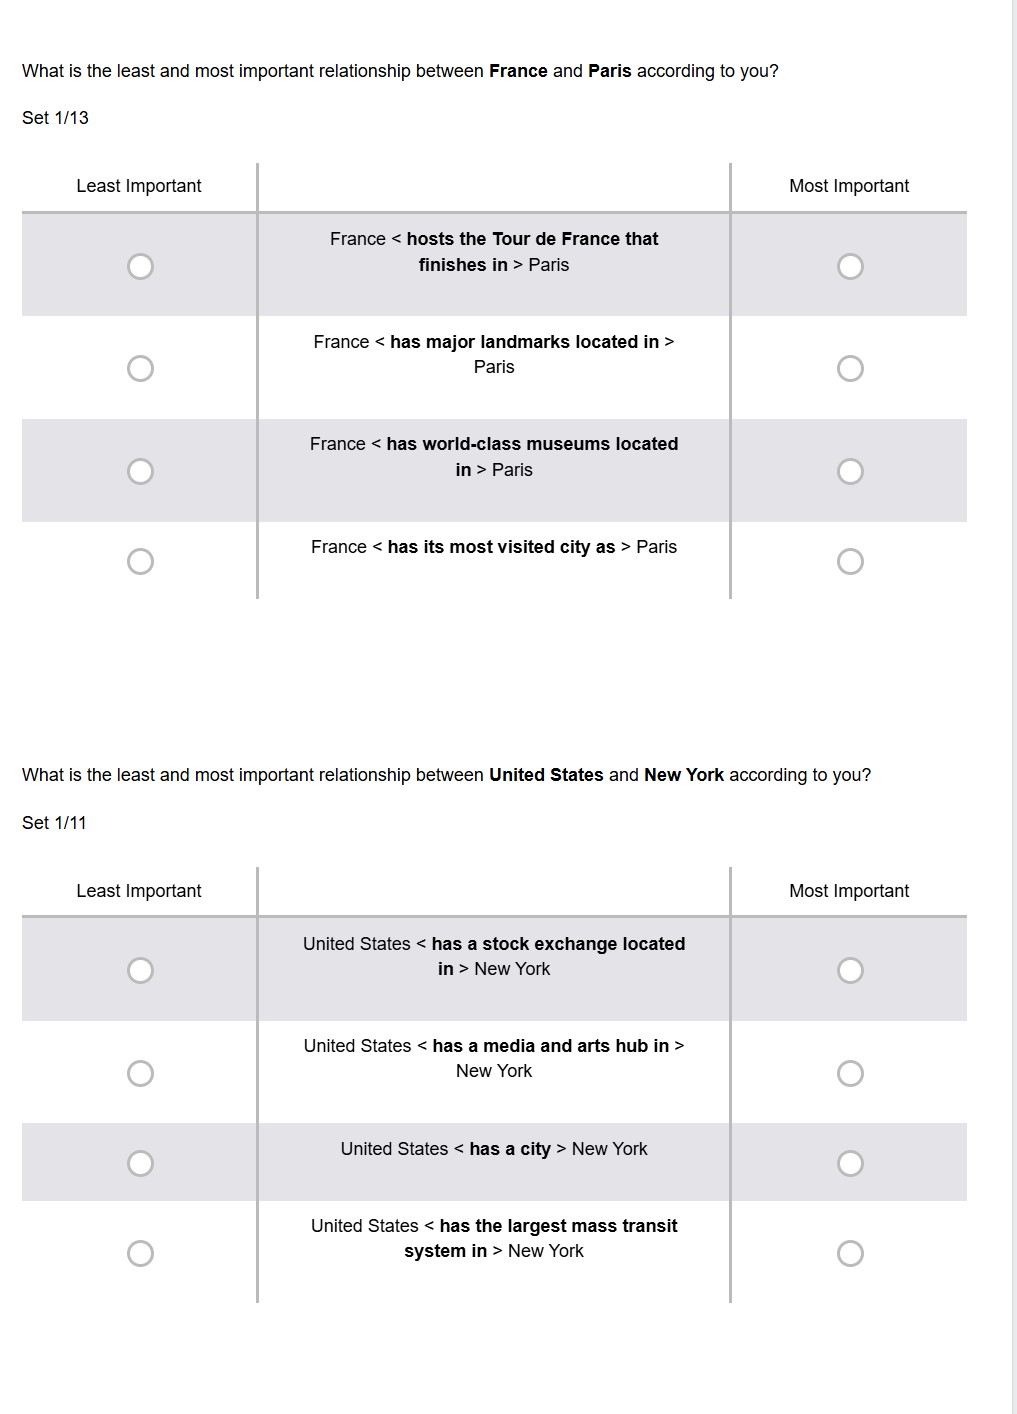 What is the least and most important relationship between France and Paris according to you?
Set 1/13
Least Important
Most Important
France < hosts the Tour de France that
finishes in > Paris
France < has major landmarks located in >
Paris
France < has world-class museums located
in > Paris
France < has its most visited city as > Paris
What is the least and most important relationship between United States and New York according to you?
Set 1/11
Least Important
Most Important
United States < has a stock exchange located
in > New York
United States < has a media and arts hub in >
New York
United States < has a city > New York
United States < has the largest mass transit
system in > New York